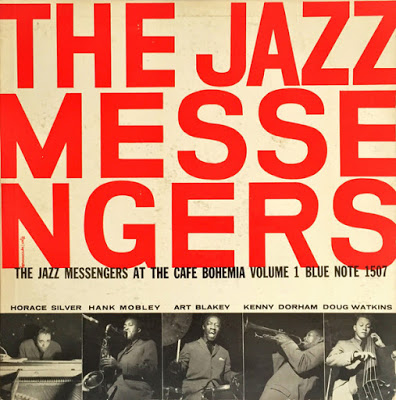 THE JAZZ
MESSE
NGERS
THE JAZZ MESSENGERS AT THE CAFE BOHEMIA VOLUME 1 BLUE NOTE 1507
HORACE SILVER HANK MOBLEY ART BLAKEY KENNY DORHAM DOUG WATKINS